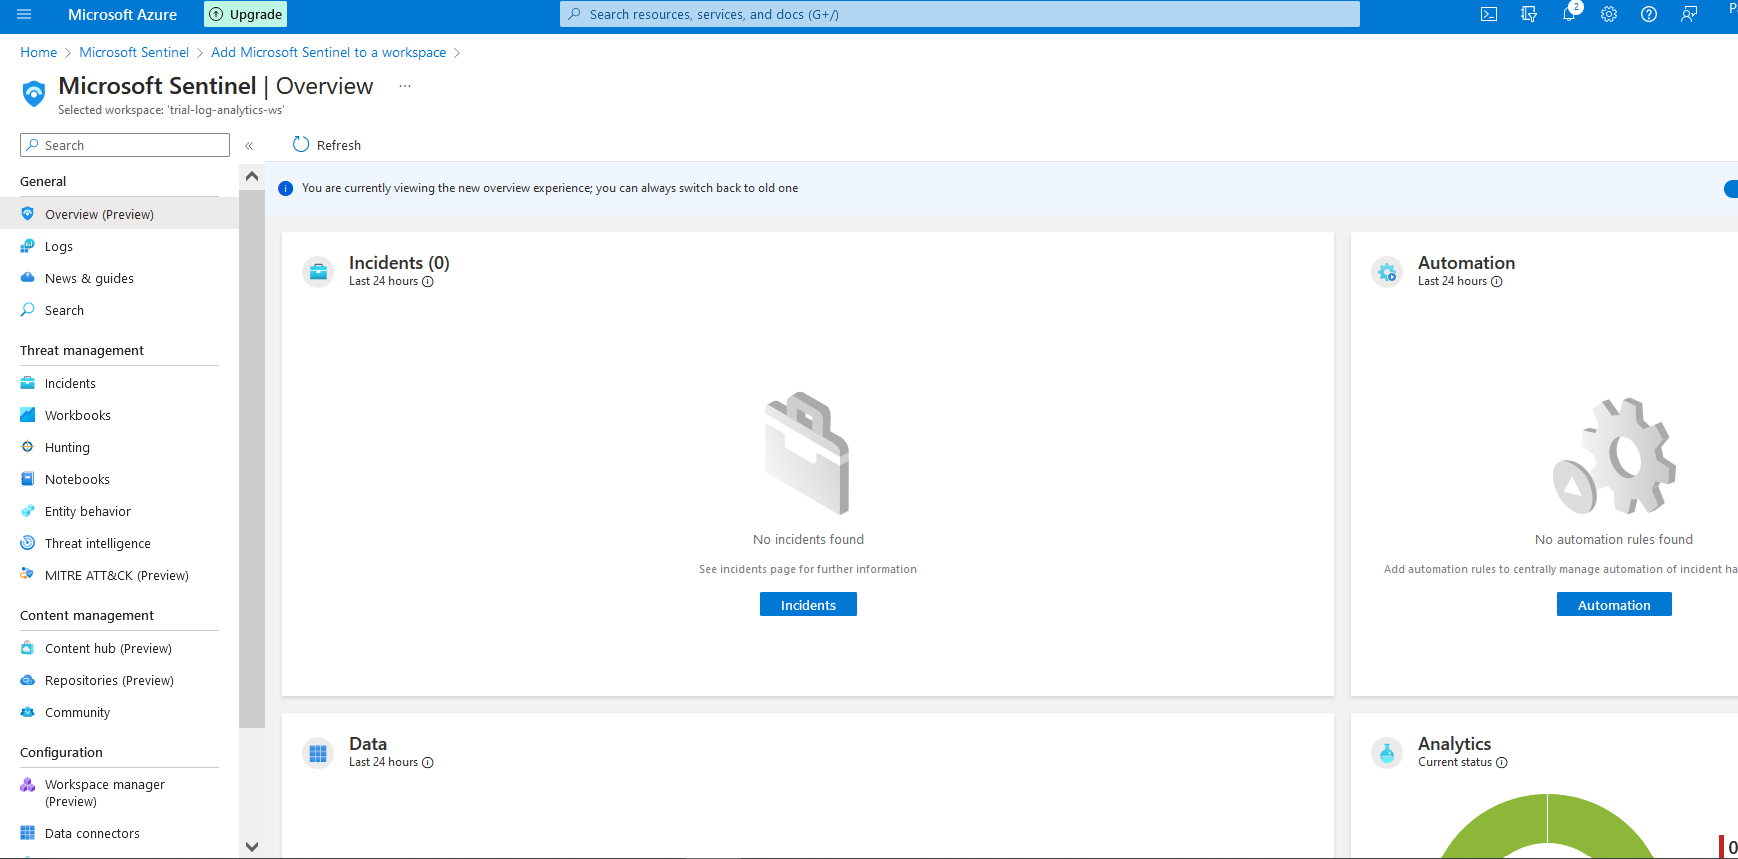 Microsoft Azure
Upgrade
Search resources, services, and docs (G+/)
2
Home > Microsoft Sentinel > Add Microsoft Sentinel to a workspace >
Microsoft Sentinel | Overview ...
Selected workspace: 'trial-log-analytics-ws'
Search
«
Refresh
You are currently viewing the new overview experience; you can always switch back to old one
General
Overview (Preview)
Logs
News & guides
Search
Threat management
Incidents
Workbooks
Hunting
Notebooks
Entity behavior
Threat intelligence
MITRE ATT&CK (Preview)
Content management
Content hub (Preview)
Repositories (Preview)
Community
Configuration
Workspace manager
(Preview)
Data connectors
Incidents (0)
Last 24 hours
No incidents found
See incidents page for further information
Incidents
Automation
Last 24 hours
No automation rules found
Add automation rules to centrally manage automation of incident ha
Automation
Data
Last 24 hours
Analytics
Current status
0